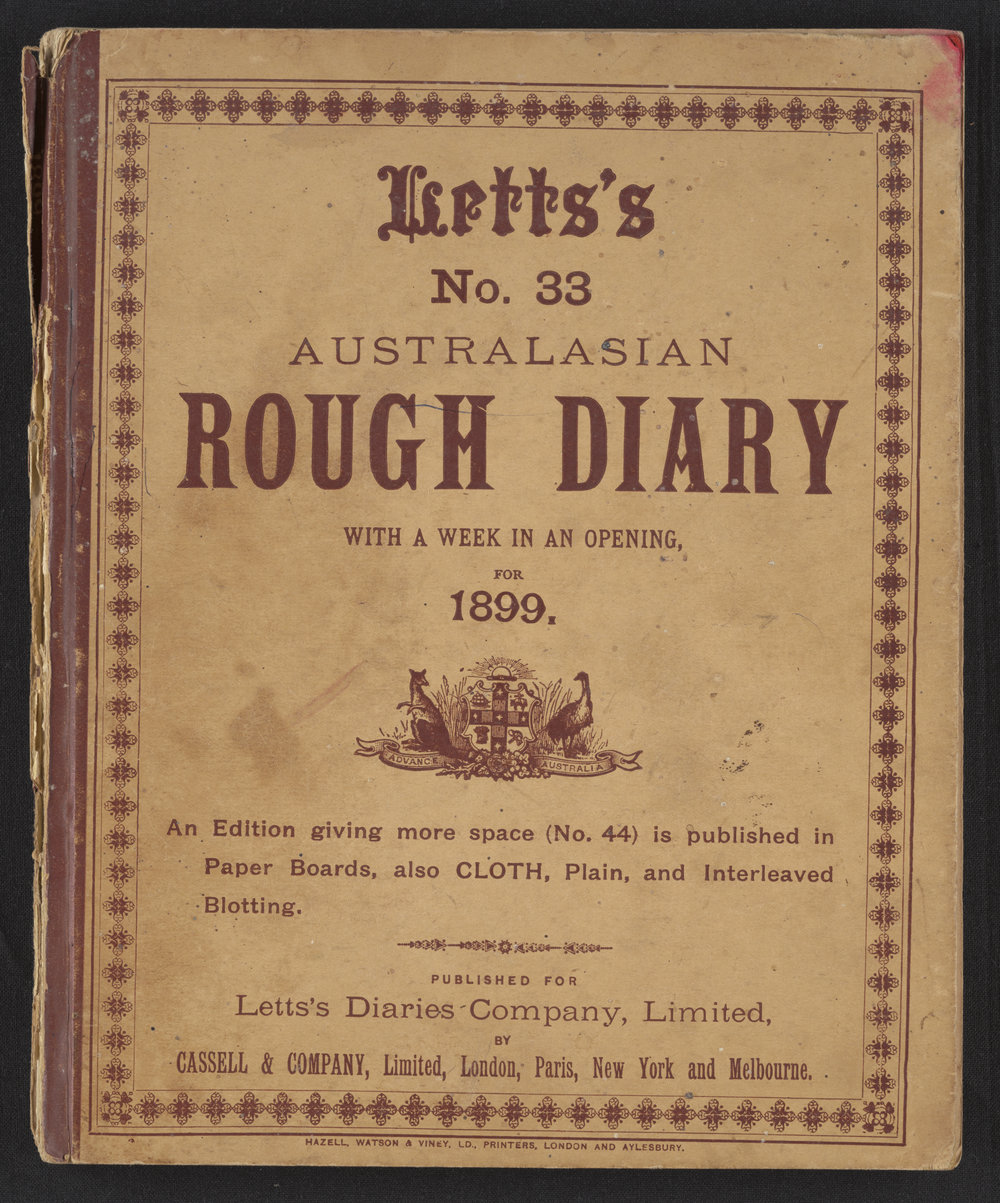 Letts's
No. 33
AUSTRALASIAN
ROUGH DIARY
WITH A WEEK IN AN OPENING,
FOR
1899.
ADVANCE AUSTRALIA
An Edition giving more space (No. 44) is published in
Paper Boards, also CLOTH, Plain, and Interleaved
Blotting.
PUBLISHED FOR
Letts's Diaries Company, Limited,
BY
CASSELL & COMPANY, Limited, London, Paris, New York and Melbourne.
HAZELL, WATSON & VINEY, LD., PRINTERS, LONDON AND AYLESBURY.